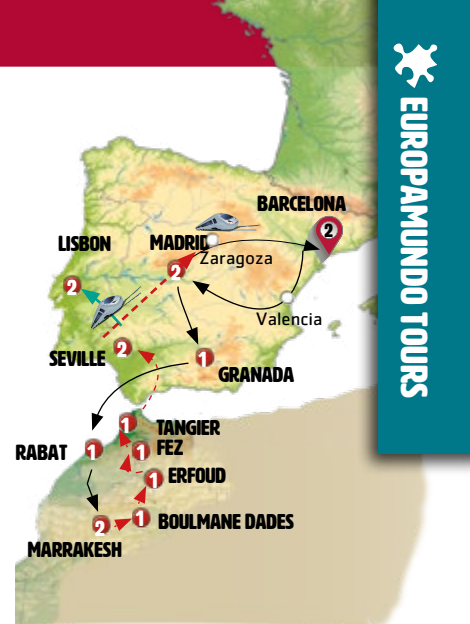 EUROPAMUNDO TOURS
BARCELONA
2
LISBON
MADRID
Zaragoza
2
2
Valencia
SEVILLE
2
1
GRANADA
1
TANGIER
RABAT
1
1
FEZ
1
ERFOUD
2
1
BOULMANE DADES
MARRAKESH